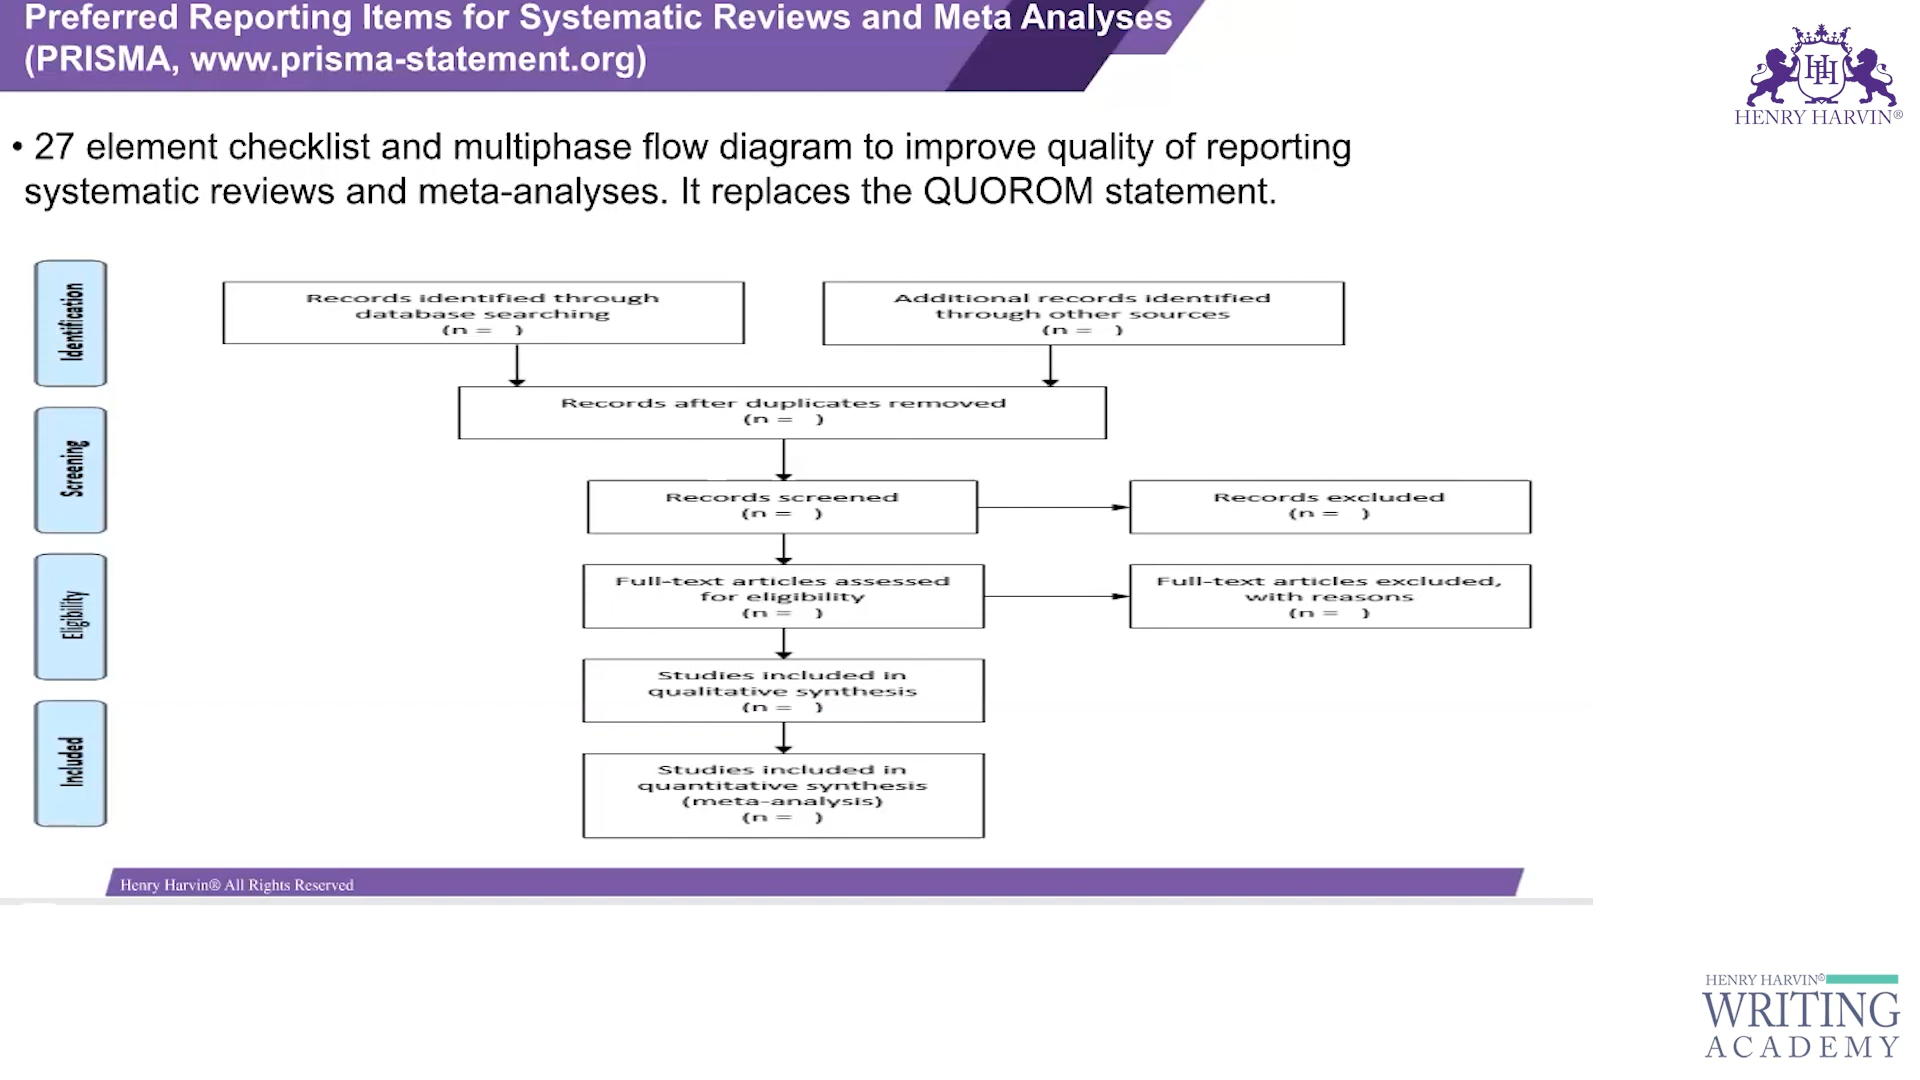 Preferred Reporting Items for Systematic Reviews and Meta Analyses
(PRISMA, www.prisma-statement.org)
HENRY HARVIN®
• 27 element checklist and multiphase flow diagram to improve quality of reporting
systematic reviews and meta-analyses. It replaces the QUOROM statement.
Identification
Records identified through
database searching
(n = )
Additional records identified
through other sources
(n = )
Records after duplicates removed
(n = )
Screening
Records screened
(n = )
Records excluded
(n = )
Eligibility
Full-text articles assessed
for eligibility
(n = )
Full-text articles excluded,
with reasons
(n = )
Studies included in
qualitative synthesis
(n = )
Included
Studies included in
quantitative synthesis
(meta-analysis)
(n = )
Henry Harvin® All Rights Reserved
HENRY HARVIN®
WRITING
ACADEMY